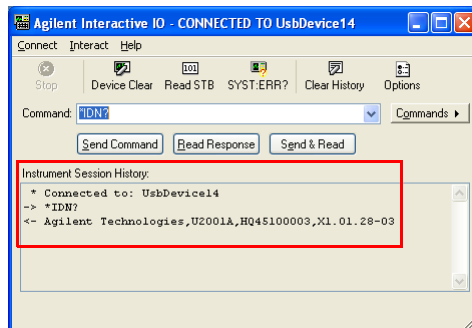 Agilent Interactive IO - CONNECTED TO UsbDevice14
Connect Interact Help
Stop Device Clear Read STB SYST:ERR? Clear History Options
Command: *IDN? Commands
Send Command Read Response Send & Read
Instrument Session History:
* Connected to: UsbDevice14
-> *IDN?
<- Agilent Technologies,U2001A,HQ45100003,X1.01.28-03